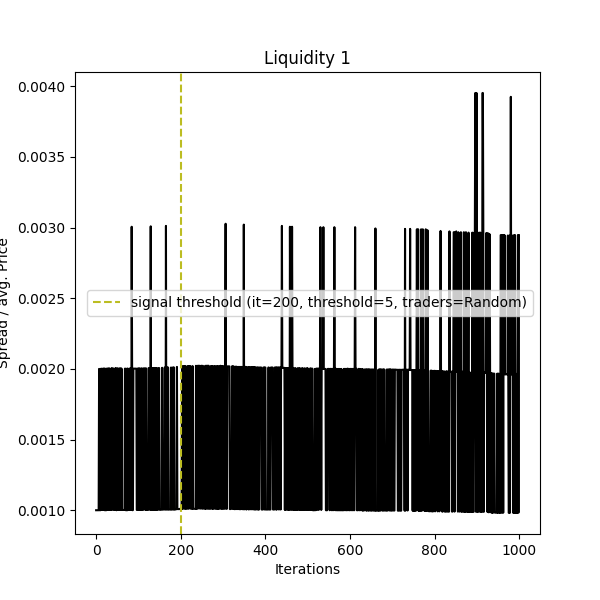 Liquidity 1
Spread / avg. Price
0.0040
0.0035
0.0030
0.0025
0.0020
0.0015
0.0010
signal threshold (it=200, threshold=5, traders=Random)
0 200 400 600 800 1000
Iterations